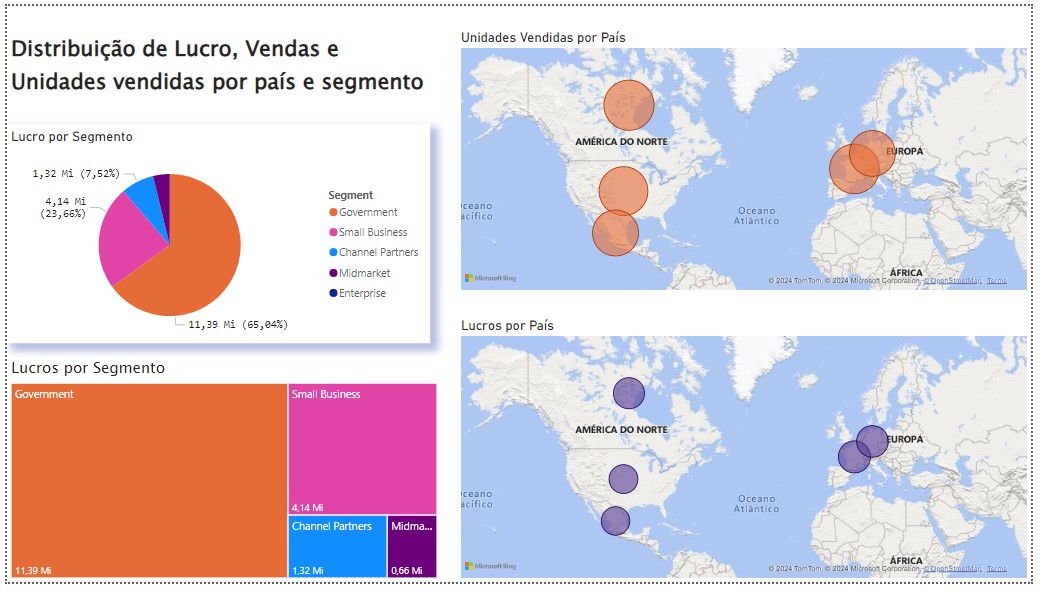 Distribuição de Lucro, Vendas e
Unidades vendidas por país e segmento
Lucro por Segmento
1,32 Mi (7,52%)
4,14 Mi
(23,66%)
11,39 Mi (65,04%)
Segment
Government
Small Business
Channel Partners
Midmarket
Enterprise
Lucros por Segmento
Government
11,39 Mi
Small Business
4,14 Mi
Channel Partners
1,32 Mi
Midma...
0,66 Mi
Unidades Vendidas por País
AMÉRICA DO NORTE
EUROPA
Oceano
Atlântico
ceano
acífico
ÁFRICA
Microsoft Bing
© 2024 TomTom, © 2024 Microsoft Corporation, © OpenStreetMap Terms
Lucros por País
AMÉRICA DO NORTE
EUROPA
Oceano
Atlântico
ceano
acífico
ÁFRICA
Microsoft Bing
© 2024 TomTom, © 2024 Microsoft Corporation, © OpenStreetMap Terms